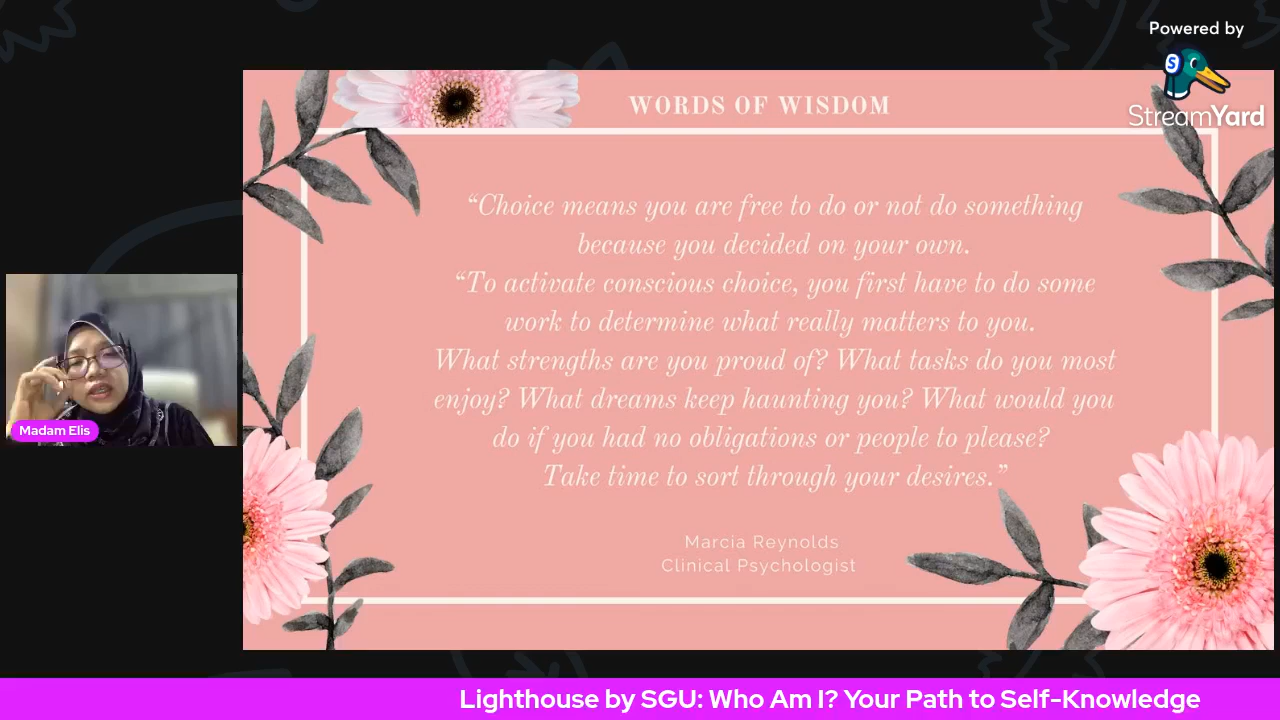 Powered by
StreamYard
WORDS OF WISDOM
“Choice means you are free to do or not do something
because you decided on your own.
“To activate conscious choice, you first have to do some
work to determine what really matters to you.
What strengths are you proud of? What tasks do you most
enjoy? What dreams keep haunting you? What would you
do if you had no obligations or people to please?
Take time to sort through your desires.”
Marcia Reynolds
Clinical Psychologist
Madam Elis
Lighthouse by SGU: Who Am I? Your Path to Self-Knowledge